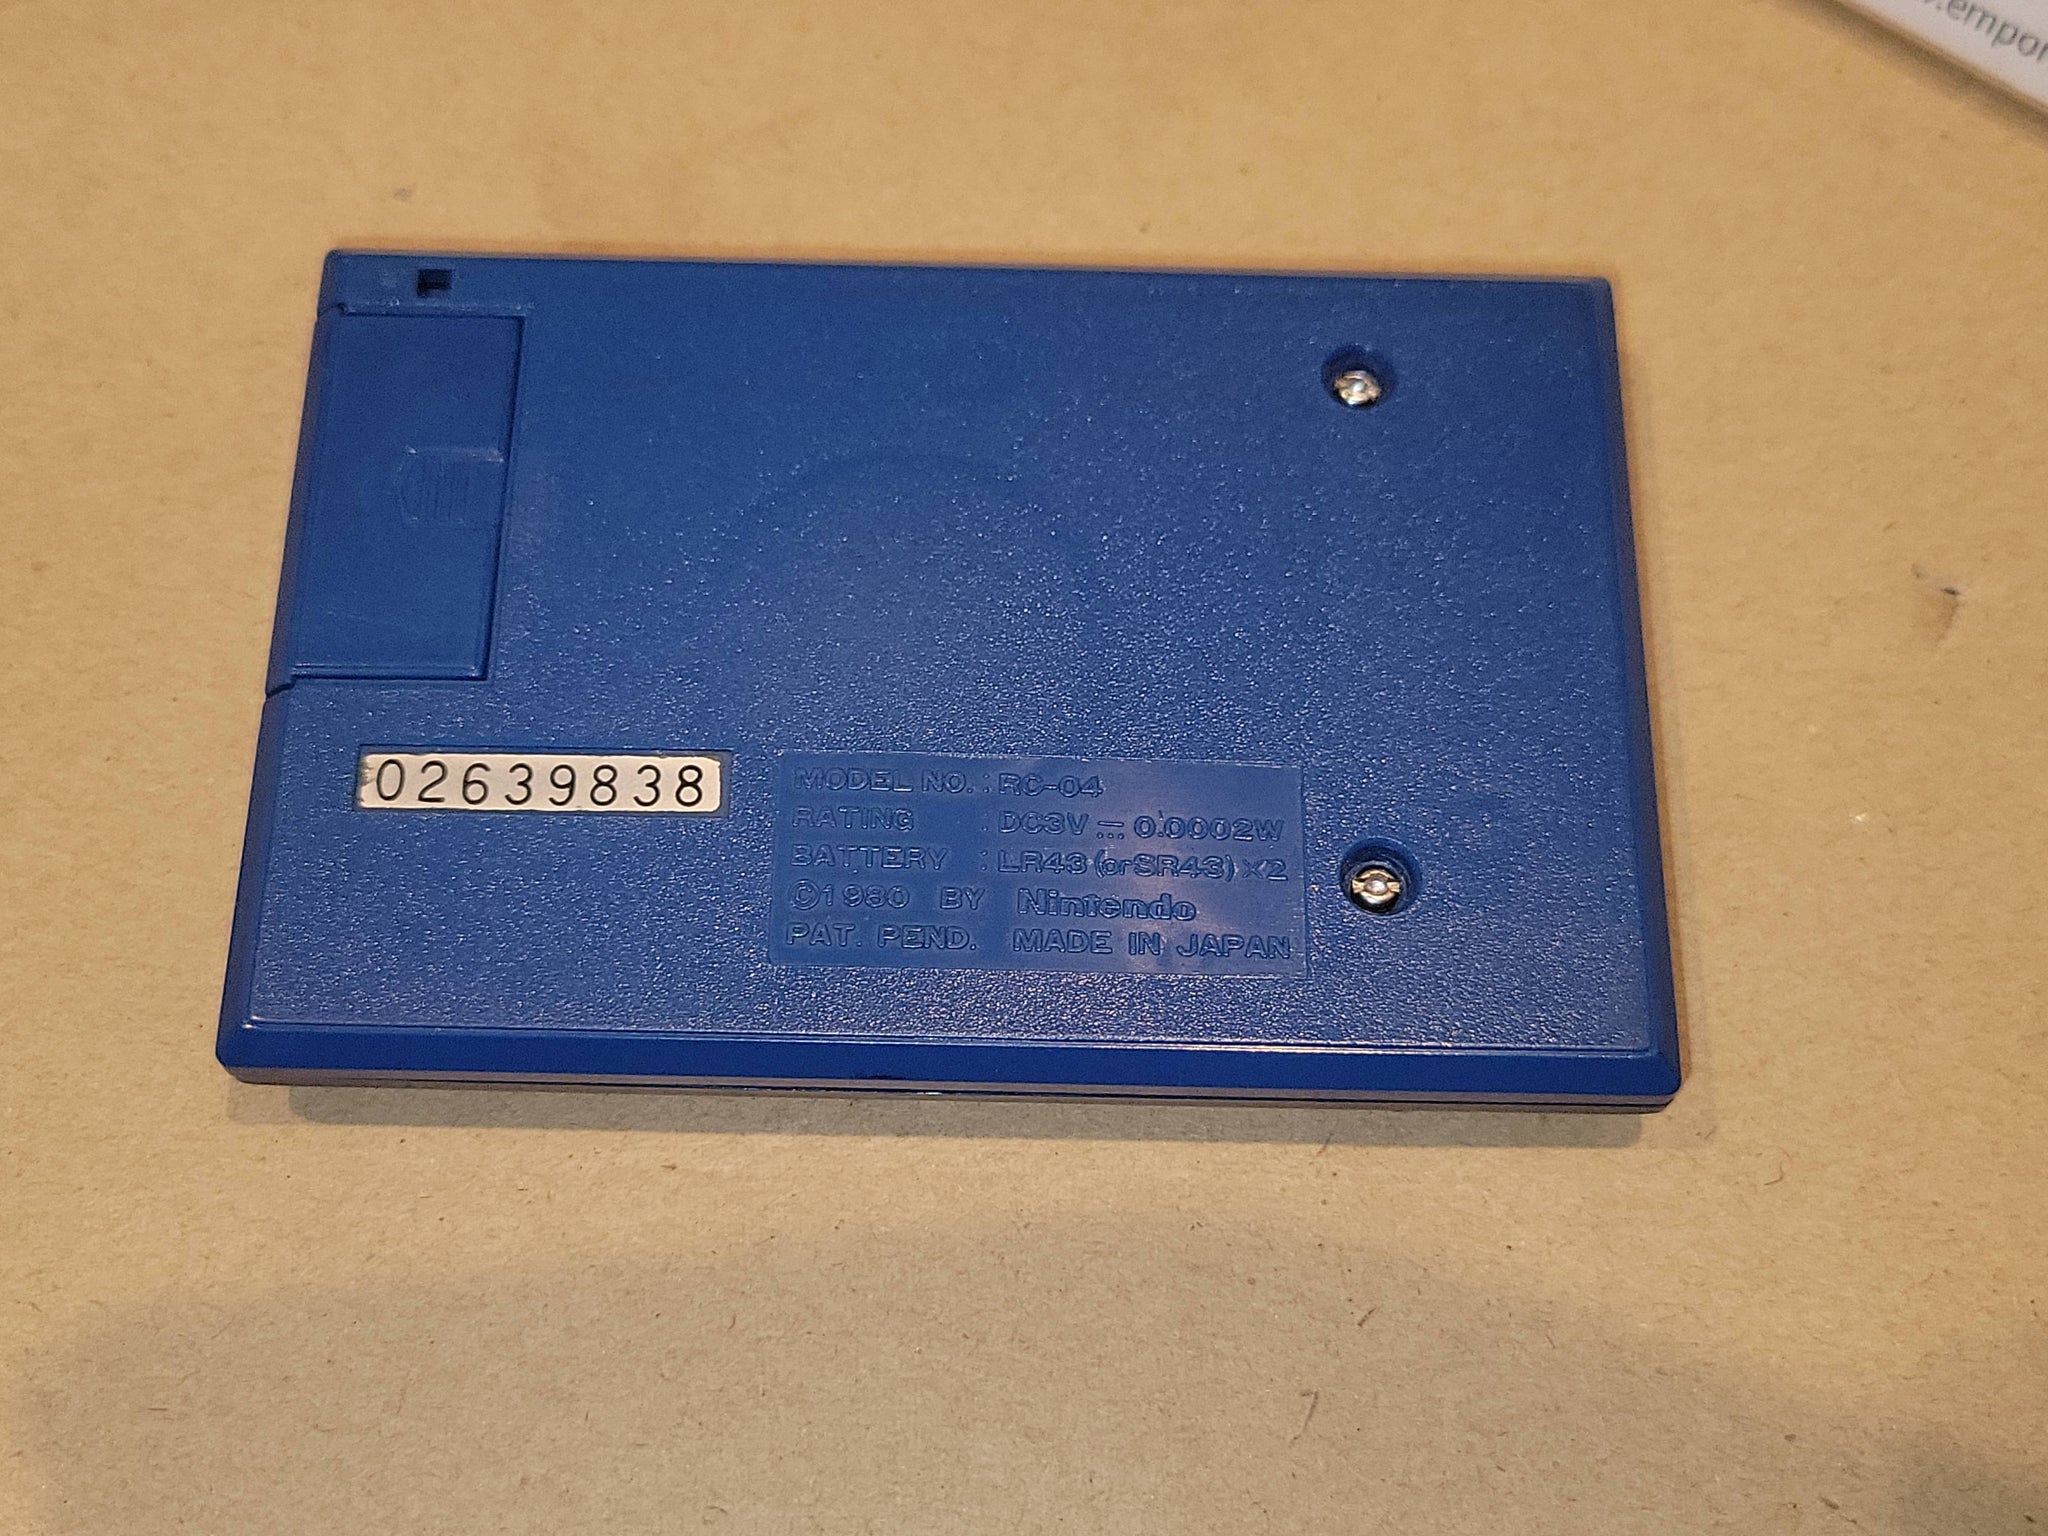 .empor
02639838
MODEL NO. : RC-04
RATING : DC3V ⎓ 0.0002W
BATTERY : LR43 (or SR43) X2
©1980 BY Nintendo
PAT. PEND. MADE IN JAPAN